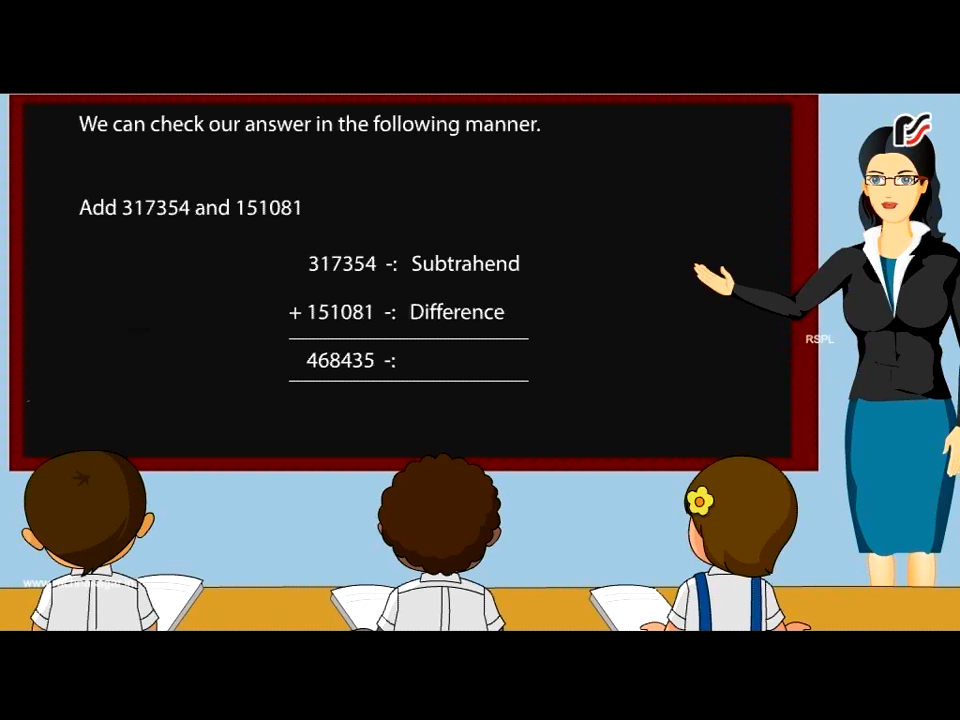 We can check our answer in the following manner.
Add 317354 and 151081
317354 -: Subtrahend
+ 151081 -: Difference
468435 -:
RSPL